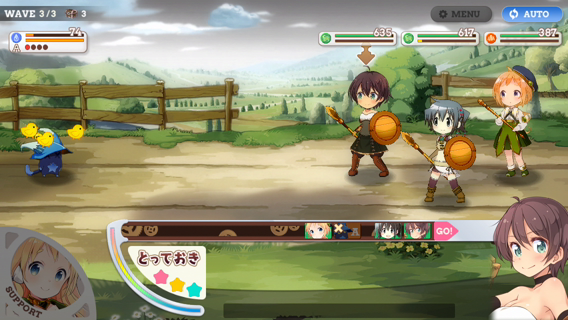 WAVE 3/3 3
MENU
AUTO
74
635
617
387
A
GO!
とっておき
SUPPORT